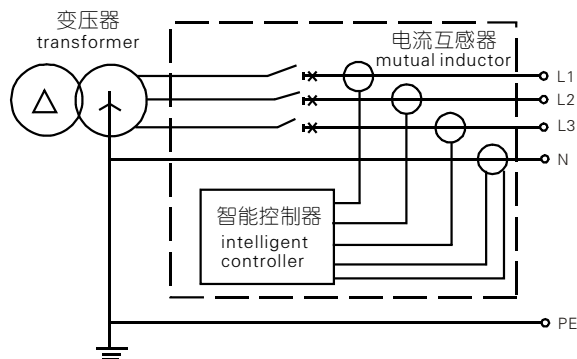 变压器
transformer
电流互感器
mutual inductor
L1
L2
L3
N
智能控制器
intelligent
controller
PE